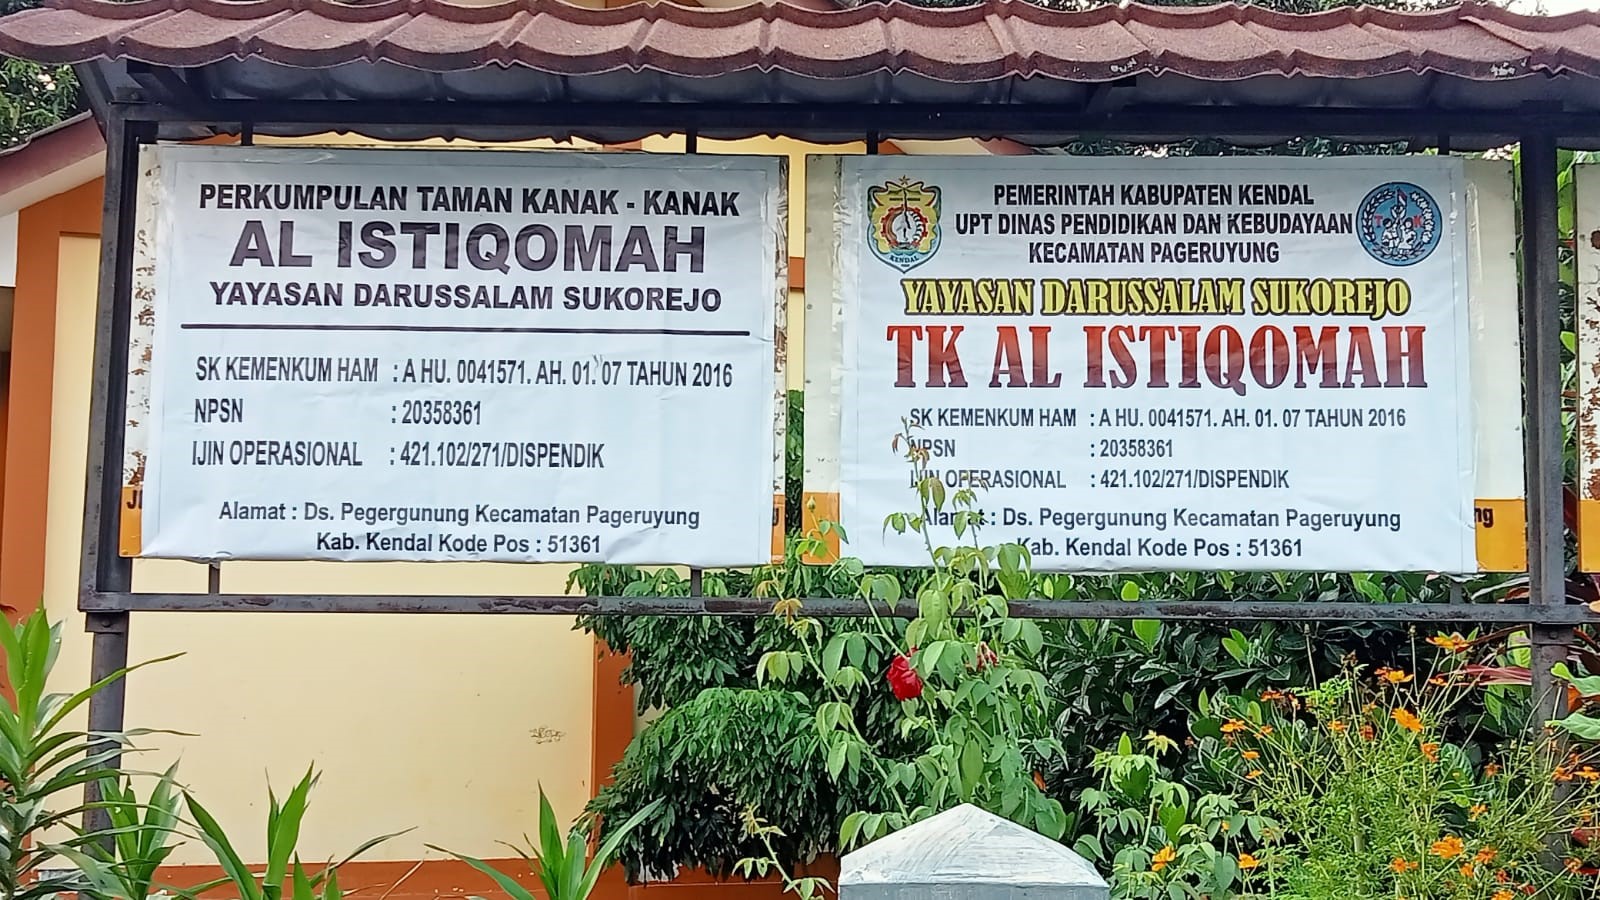 PERKUMPULAN TAMAN KANAK - KANAK
AL ISTIQOMAH
YAYASAN DARUSSALAM SUKOREJO
SK KEMENKUM HAM : A HU. 0041571. AH. 01. 07 TAHUN 2016
NPSN : 20358361
IJIN OPERASIONAL : 421.102/271/DISPENDIK
Alamat : Ds. Pegergunung Kecamatan Pageruyung
Kab. Kendal Kode Pos : 51361
PEMERINTAH KABUPATEN KENDAL
UPT DINAS PENDIDIKAN DAN KEBUDAYAAN
KECAMATAN PAGERUYUNG
KENDAL
T K
YAYASAN DARUSSALAM SUKOREJO
TK AL ISTIQOMAH
SK KEMENKUM HAM : A HU. 0041571. AH. 01. 07 TAHUN 2016
NPSN : 20358361
IJIN OPERASIONAL : 421.102/271/DISPENDIK
Alamat : Ds. Pegergunung Kecamatan Pageruyung
Kab. Kendal Kode Pos : 51361